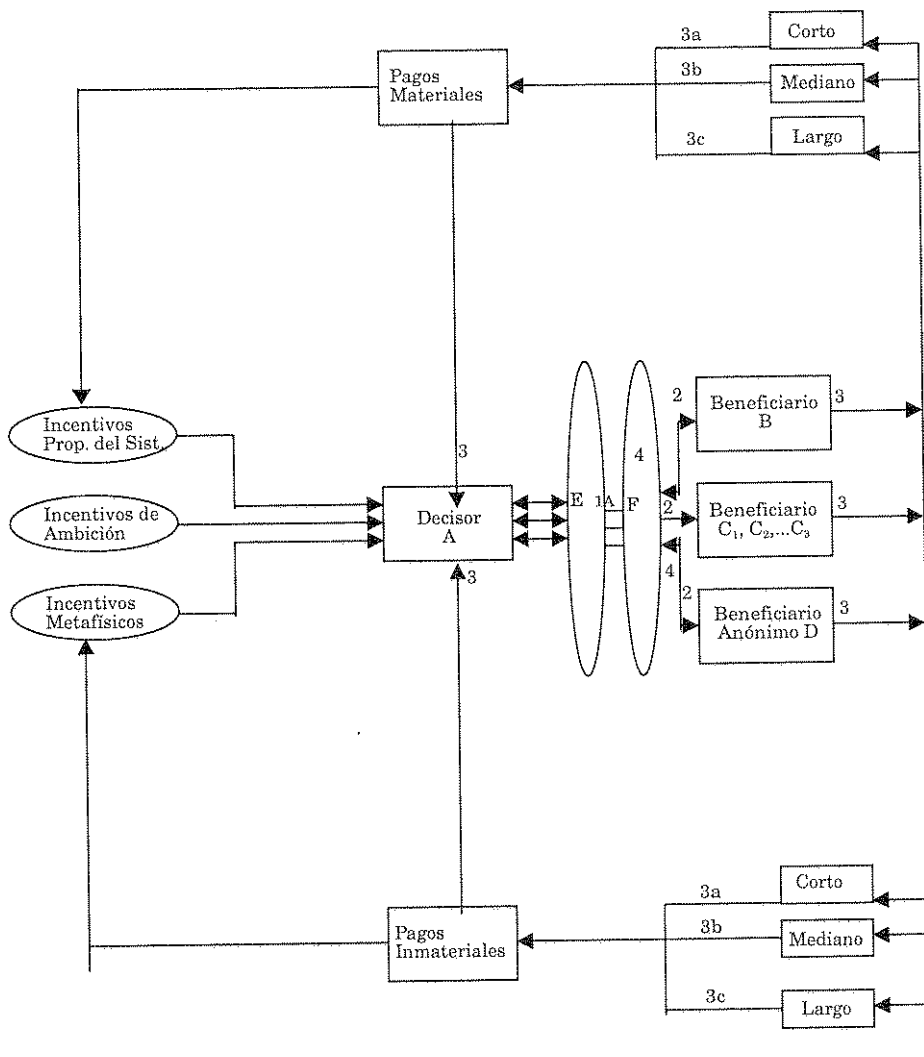 3a
Corto
3b
Mediano
3c
Largo
Pagos
Materiales
Incentivos
Prop. del Sist.
Incentivos de
Ambición
Incentivos
Metafísicos
3
Decisor
A
3
E
1A
4
F
2
2
4
2
Beneficiario
B
3
Beneficiario
C₁, C₂,...C₃
3
Beneficiario
Anónimo D
3
Pagos
Inmateriales
3a
Corto
3b
Mediano
3c
Largo